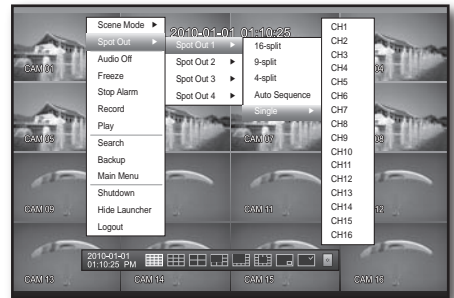 2010-01-01 01:10:25
Scene Mode
Spot Out
Audio Off
Freeze
Stop Alarm
Record
Play
Search
Backup
Main Menu
Shutdown
Hide Launcher
Logout
Spot Out 1
Spot Out 2
Spot Out 3
Spot Out 4
16-split
9-split
4-split
Auto Sequence
Single
CH1
CH2
CH3
CH4
CH5
CH6
CH7
CH8
CH9
CH10
CH11
CH12
CH13
CH14
CH15
CH16
CAM 01
04
CAM 05
CAM 07
08
CAM 09
CAM 11
12
2010-01-01
01:10:25 PM
CAM 13
CAM 14
CAM 15
CAM 16